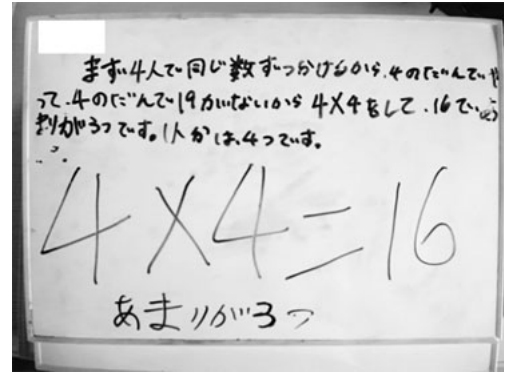 まず4人で同じ数ずつかけるから.4のだんでや
って.4のだんで19がないから4×4をして.16で.あ
まりが3つです。1人分は、4つです。
4×4=16
あまりが3つ